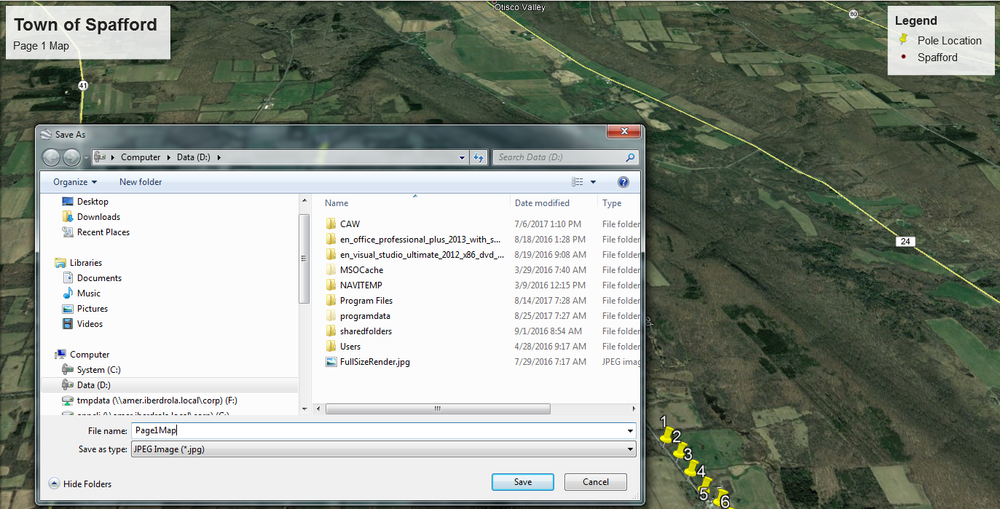 Otisco Valley
80
Town of Spafford
Page 1 Map
Legend
Pole Location
Spafford
41
24
Save As
Computer
Data (D:)
Search Data (D:)
Organize
New folder
Desktop
Downloads
Recent Places
Libraries
Documents
Music
Pictures
Videos
Computer
System (C:)
Data (D:)
tmpdata (\\amer.iberdrola.local\corp) (F:)
Name Date modified Type
CAW 7/6/2017 1:10 PM File folder
en_office_professional_plus_2013_with_s... 8/18/2016 1:28 PM File folder
en_visual_studio_ultimate_2012_x86_dvd_... 8/19/2016 9:08 AM File folder
MSOCache 3/29/2016 7:40 AM File folder
NAVITEMP 3/9/2016 12:15 PM File folder
Program Files 8/14/2017 7:28 AM File folder
programdata 8/25/2017 7:27 AM File folder
sharedfolders 9/1/2016 8:54 AM File folder
Users 4/28/2016 9:17 AM File folder
FullSizeRender.jpg 7/29/2016 7:17 AM JPEG imag
File name: Page1Map
Save as type: JPEG Image (*.jpg)
Hide Folders
Save
Cancel
1
2
3
4
5
6